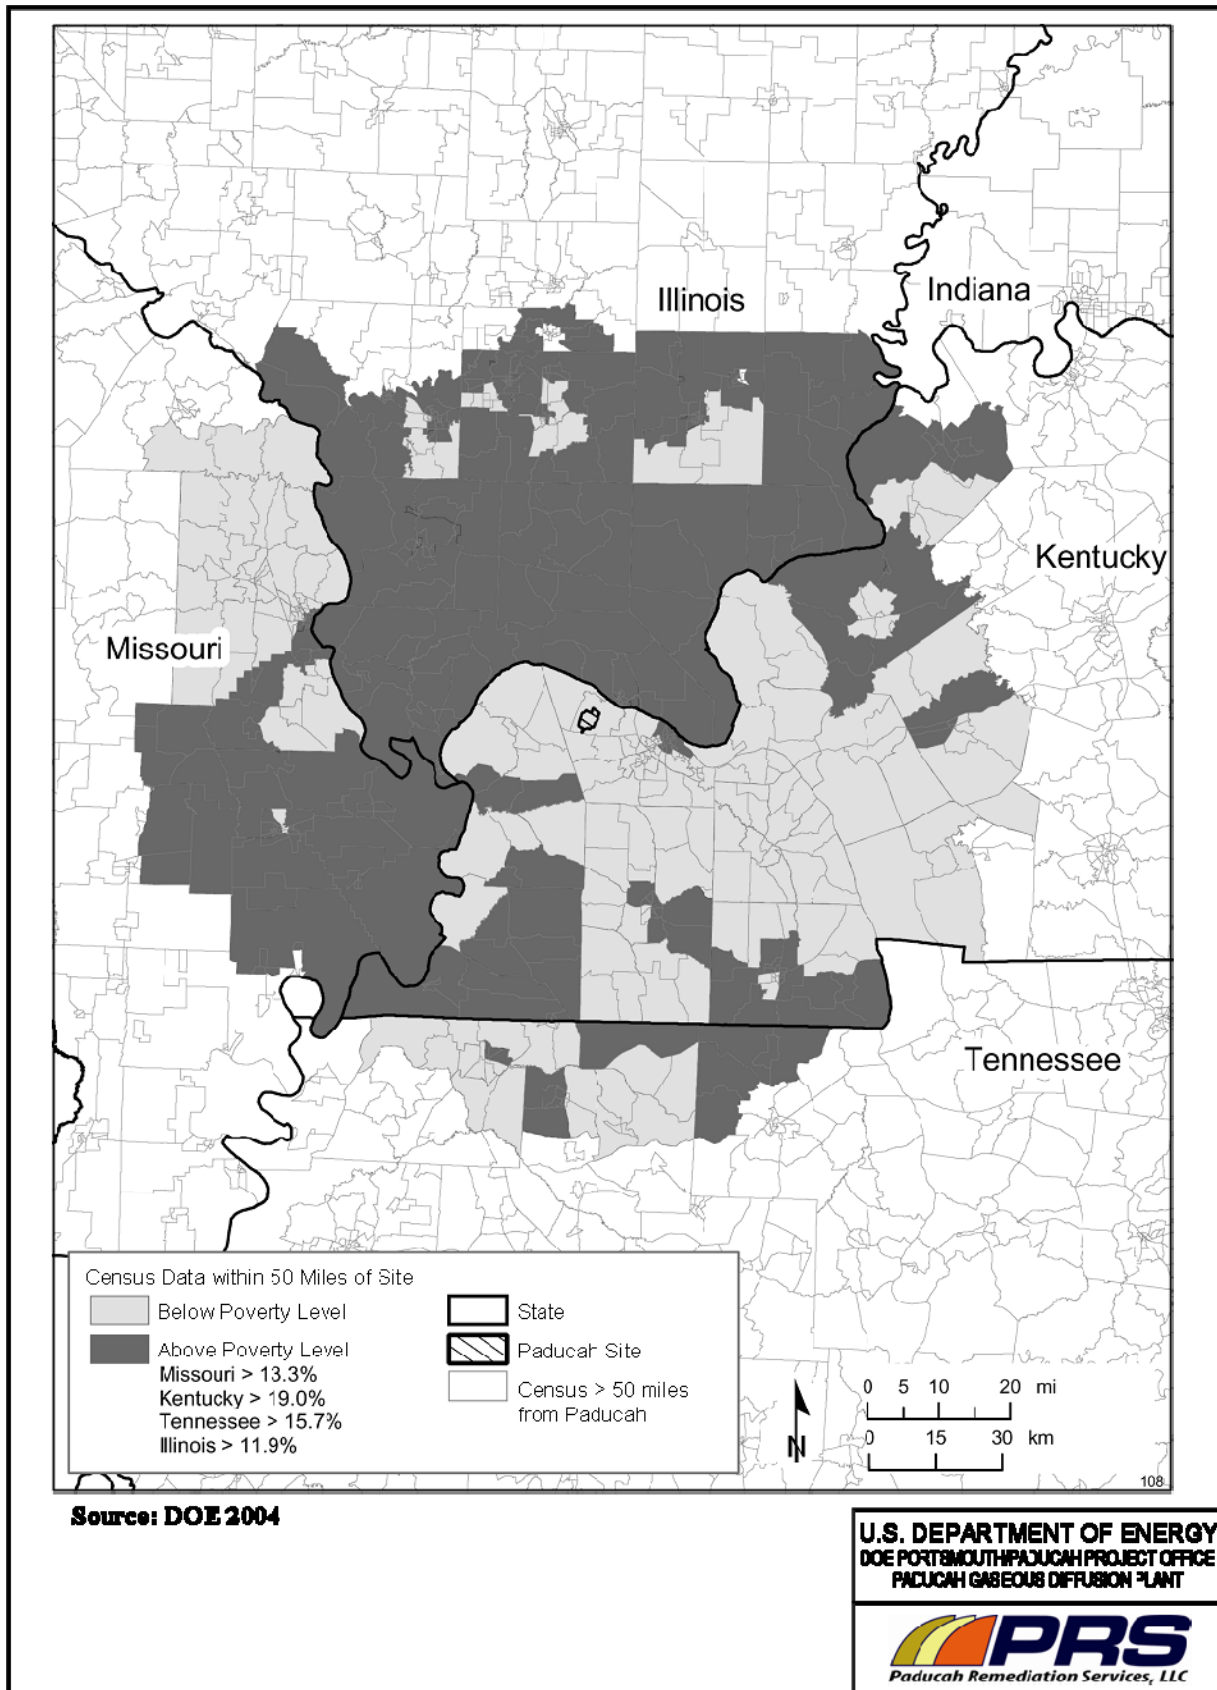 Illinois
Indiana
Kentucky
Missouri
Tennessee
Census Data within 50 Miles of Site
Below Poverty Level
Above Poverty Level
Missouri > 13.3%
Kentucky > 19.0%
Tennessee > 15.7%
Illinois > 11.9%
State
Paducah Site
Census > 50 miles
from Paducah
N
0 5 10 20 mi
0 15 30 km
108
Source: DOE 2004
U.S. DEPARTMENT OF ENERGY
DOE PORTSMOUTH/PADUCAH PROJECT OFFICE
PADUCAH GASEOUS DIFFUSION PLANT
PRS
Paducah Remediation Services, LLC